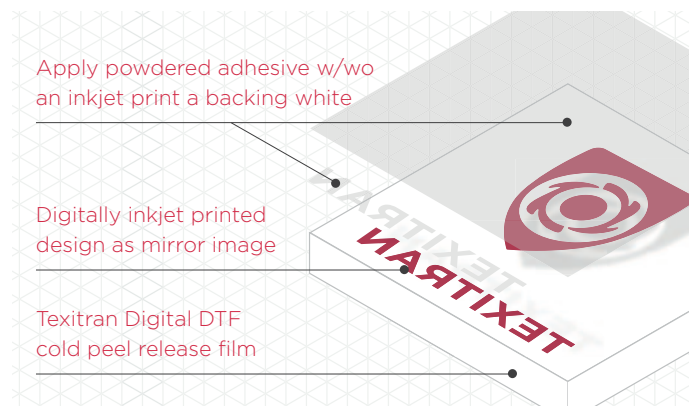 Apply powdered adhesive w/wo
an inkjet print a backing white
Digitally inkjet printed
design as mirror image
TEXITRAN
TEXITRAN
Texitran Digital DTF
cold peel release film